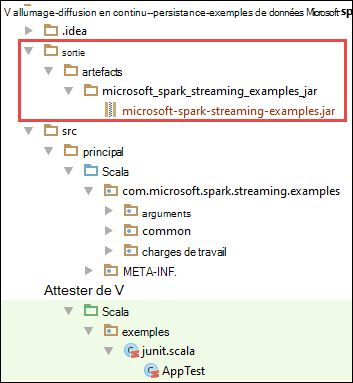 V allumage-diffusion en continu--persistance-exemples de données Microsoft sp
.idea
sortie
artefacts
microsoft_spark_streaming_examples_jar
microsoft-spark-streaming-examples.jar
src
principal
Scala
com.microsoft.spark.streaming.examples
arguments
common
charges de travail
META-INF.
Attester de V
Scala
exemples
junit.scala
AppTest